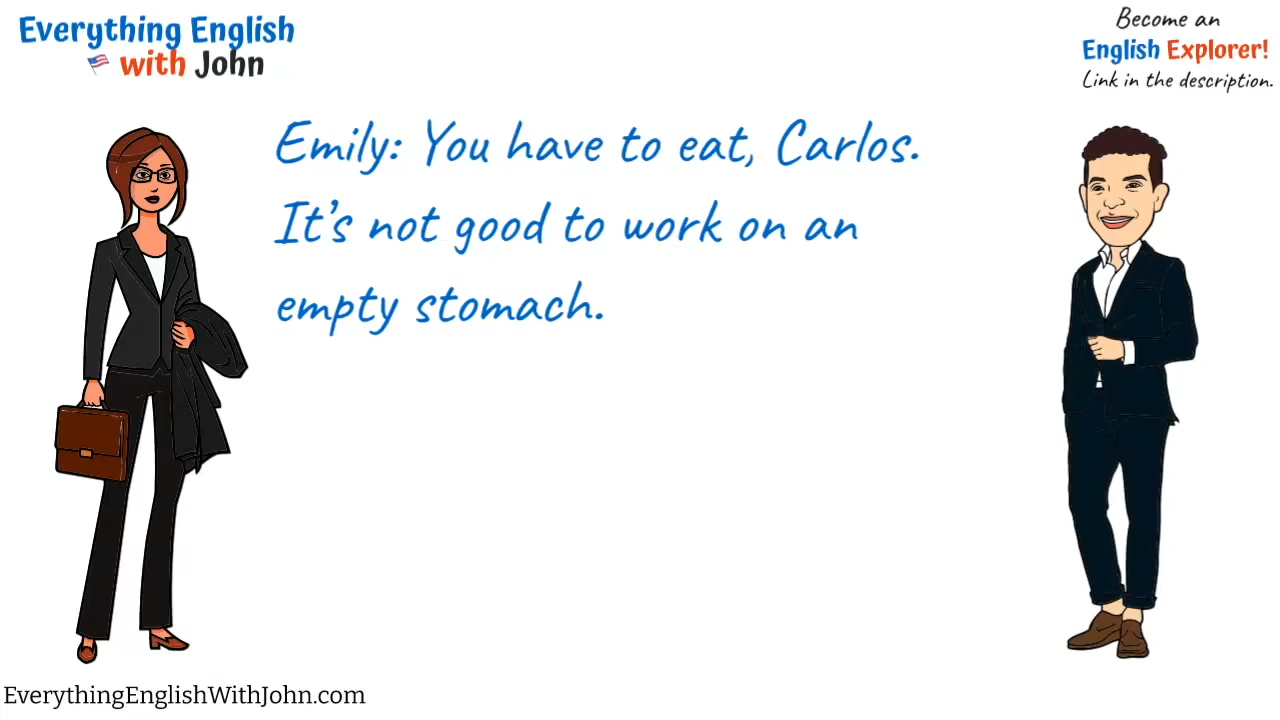 Everything English
with John
Become an
English Explorer!
Link in the description.
Emily: You have to eat, Carlos.
It's not good to work on an
empty stomach.
EverythingEnglishWithJohn.com